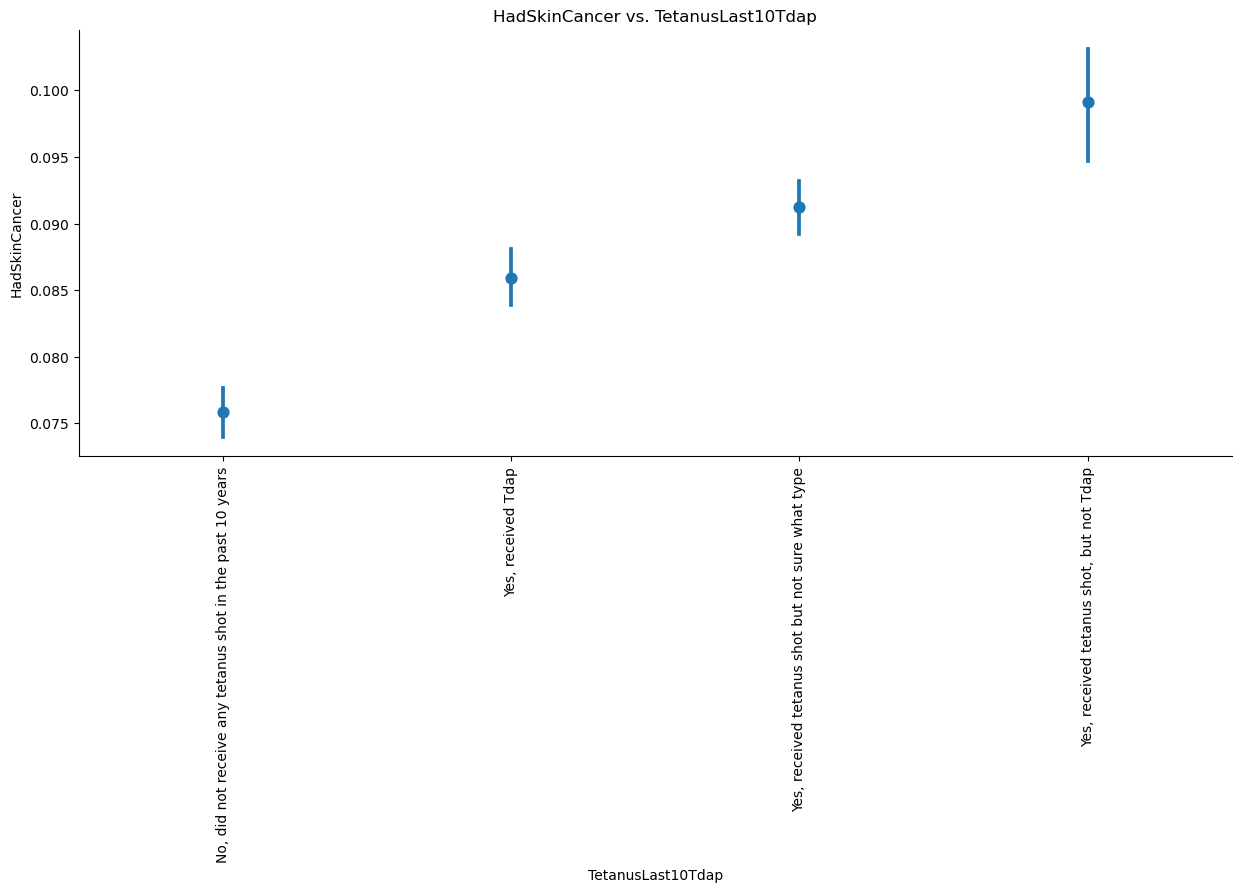 HadSkinCancer vs. TetanusLast10Tdap
HadSkinCancer
0.100
0.095
0.090
0.085
0.080
0.075
No, did not receive any tetanus shot in the past 10 years
Yes, received Tdap
Yes, received tetanus shot but not sure what type
Yes, received tetanus shot, but not Tdap
TetanusLast10Tdap